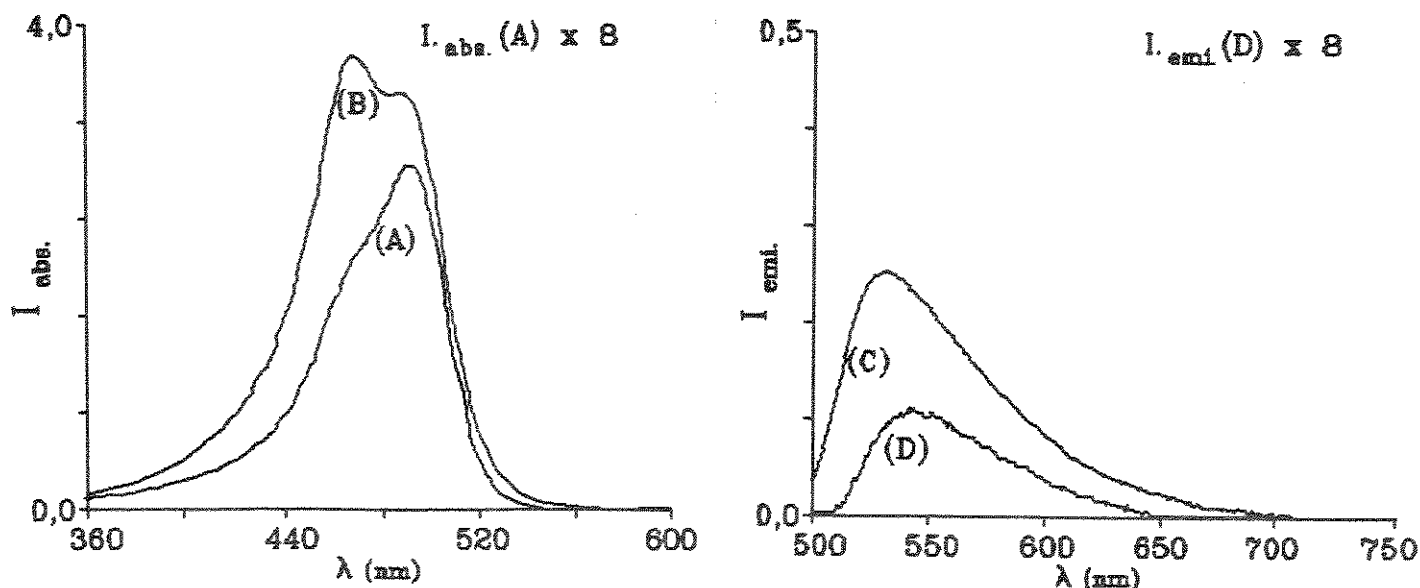 4,0
I.abs.(A) x 8
(B)
(A)
I abs.
0,0
360 440 520 600
λ (nm)
0,5
I.emi(D) x 8
(C)
(D)
I emi.
0,0
500 550 600 650 700 750
λ (nm)